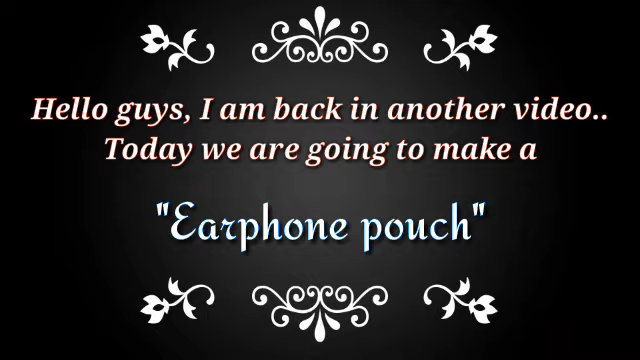 Hello guys, I am back in another video..
Today we are going to make a
"Earphone pouch"